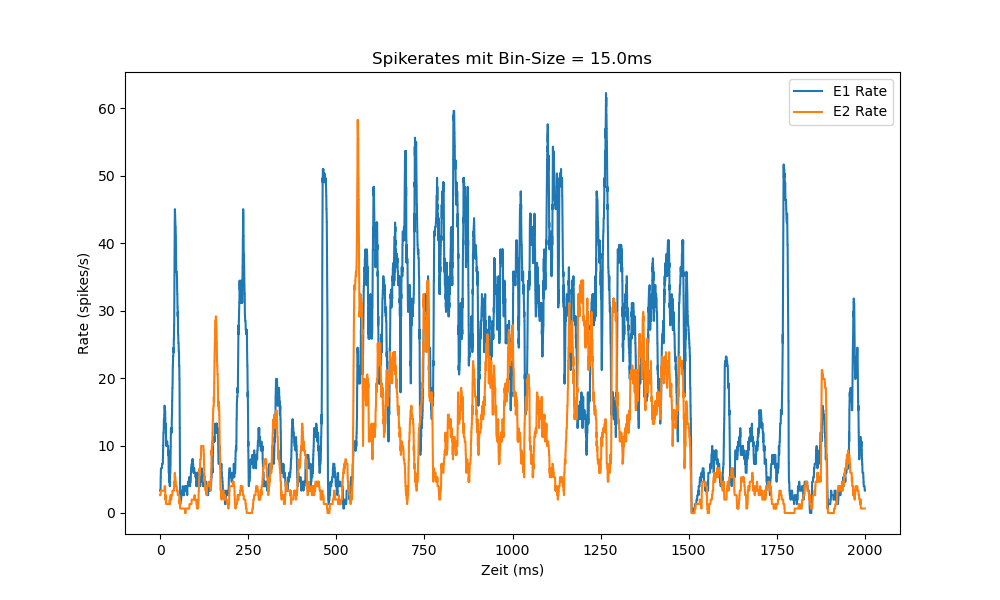 Spikerates mit Bin-Size = 15.0ms
E1 Rate
E2 Rate
60
50
40
30
20
10
0
Rate (spikes/s)
0 250 500 750 1000 1250 1500 1750 2000
Zeit (ms)